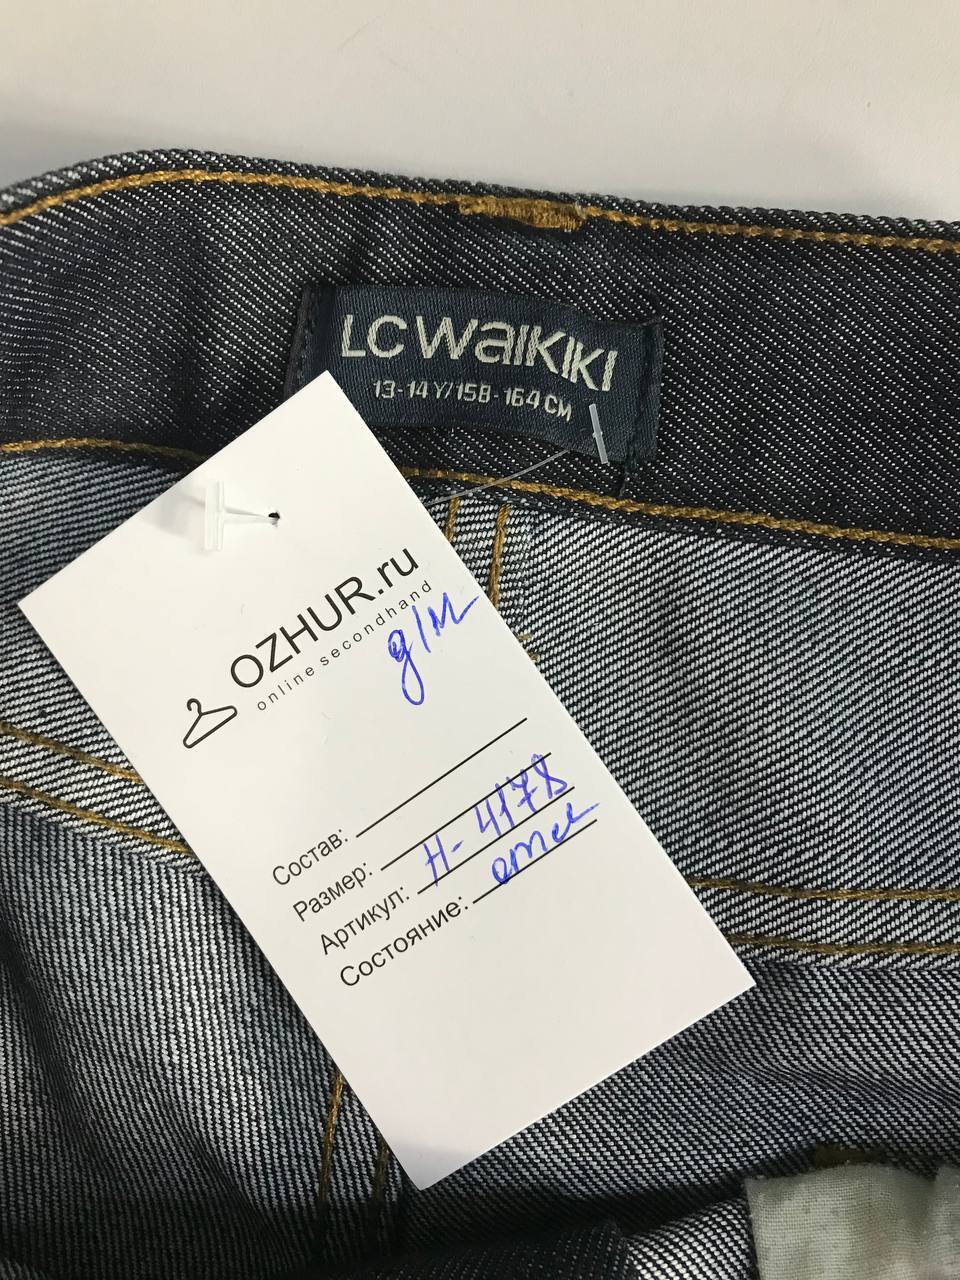 LC WAIKIKI
13-14 Y/158-164 CM
OZHUR.ru
online secondhand
д/м
Состав:
Размер:
Артикул: Н-4178
Состояние: отл